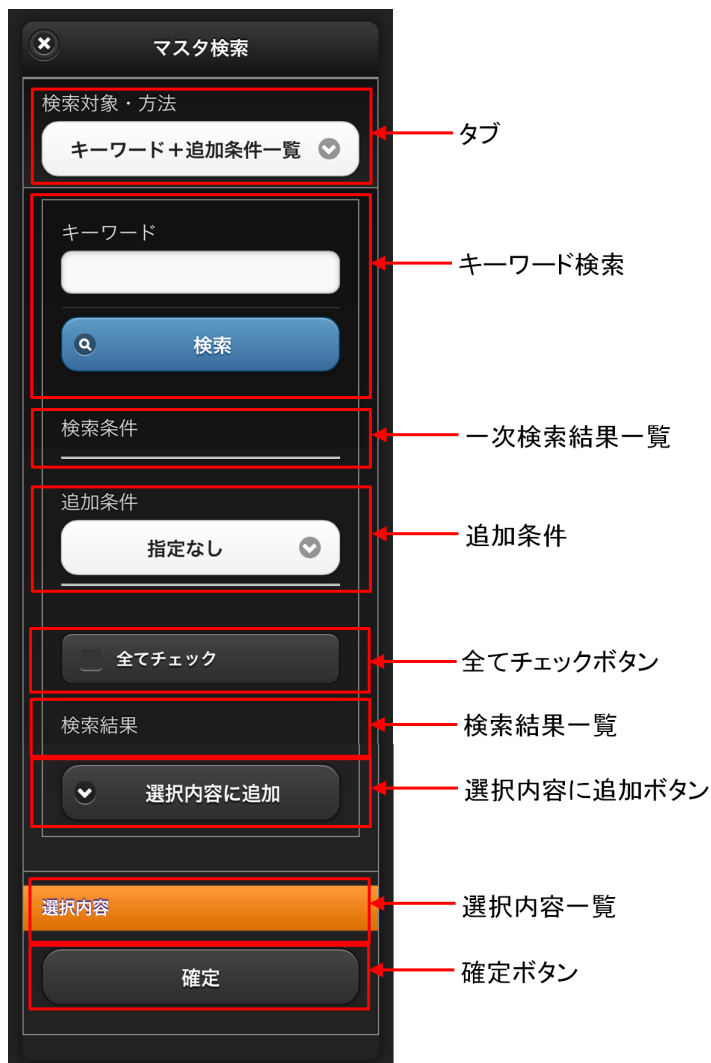 マスタ検索
検索対象・方法
タブ
キーワード＋追加条件一覧
キーワード
キーワード検索
検索
検索条件
一次検索結果一覧
追加条件
指定なし
追加条件
全てチェック
全てチェックボタン
検索結果
検索結果一覧
選択内容に追加
選択内容に追加ボタン
選択内容
選択内容一覧
確定
確定ボタン